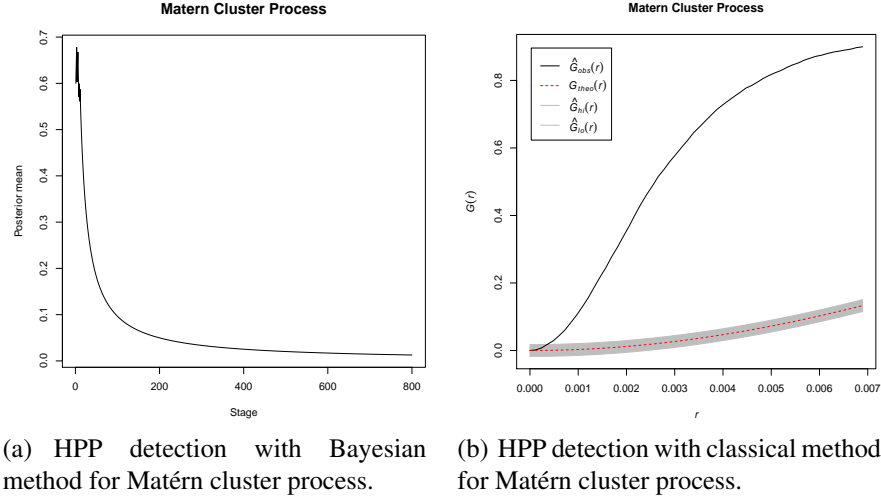 Matern Cluster Process
Posterior mean
0.7
0.6
0.5
0.4
0.3
0.2
0.1
0.0
0 200 400 600 800
Stage
Matern Cluster Process
G(r)
0.8
0.6
0.4
0.2
0.0
Ĝobs(r)
Gtheo(r)
Ĝhi(r)
Ĝlo(r)
0.000 0.001 0.002 0.003 0.004 0.005 0.006 0.007
r
(a) HPP detection with Bayesian
method for Matérn cluster process.
(b) HPP detection with classical method
for Matérn cluster process.